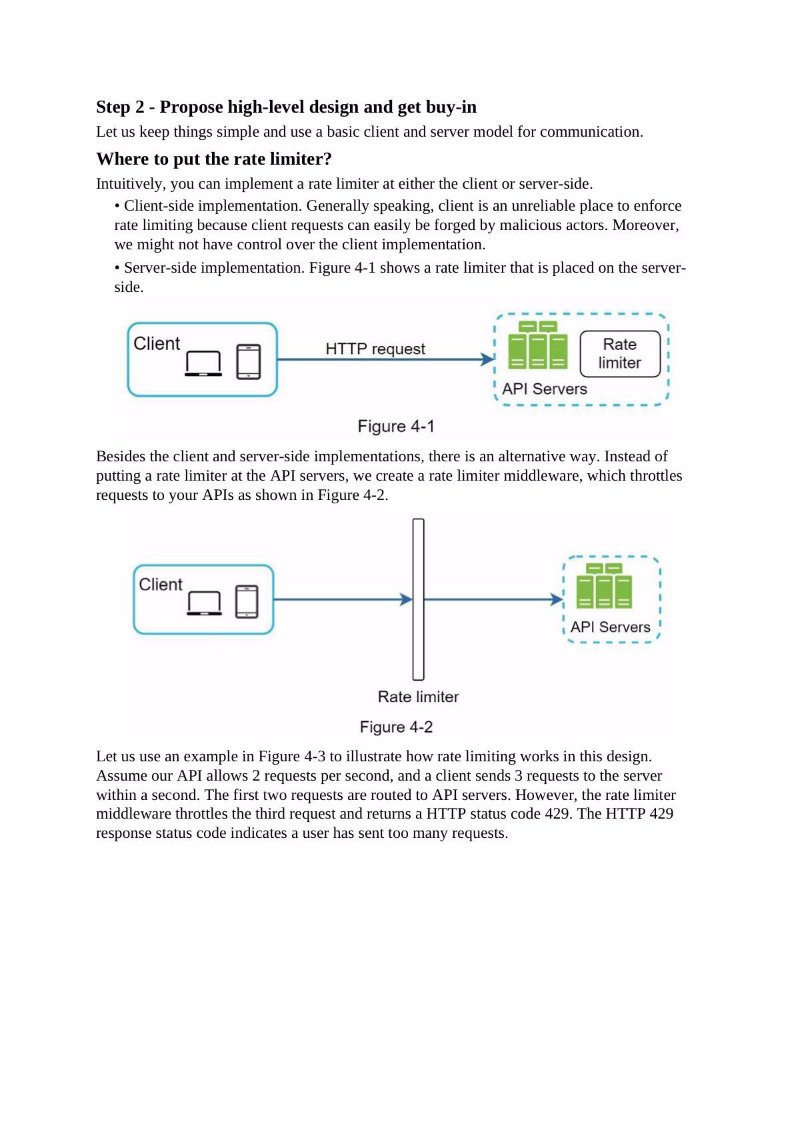 Step 2 - Propose high-level design and get buy-in
Let us keep things simple and use a basic client and server model for communication.
Where to put the rate limiter?
Intuitively, you can implement a rate limiter at either the client or server-side.
• Client-side implementation. Generally speaking, client is an unreliable place to enforce
rate limiting because client requests can easily be forged by malicious actors. Moreover,
we might not have control over the client implementation.
• Server-side implementation. Figure 4-1 shows a rate limiter that is placed on the server-
side.
Client
HTTP request
Rate
limiter
API Servers
Figure 4-1
Besides the client and server-side implementations, there is an alternative way. Instead of
putting a rate limiter at the API servers, we create a rate limiter middleware, which throttles
requests to your APIs as shown in Figure 4-2.
Client
API Servers
Rate limiter
Figure 4-2
Let us use an example in Figure 4-3 to illustrate how rate limiting works in this design.
Assume our API allows 2 requests per second, and a client sends 3 requests to the server
within a second. The first two requests are routed to API servers. However, the rate limiter
middleware throttles the third request and returns a HTTP status code 429. The HTTP 429
response status code indicates a user has sent too many requests.